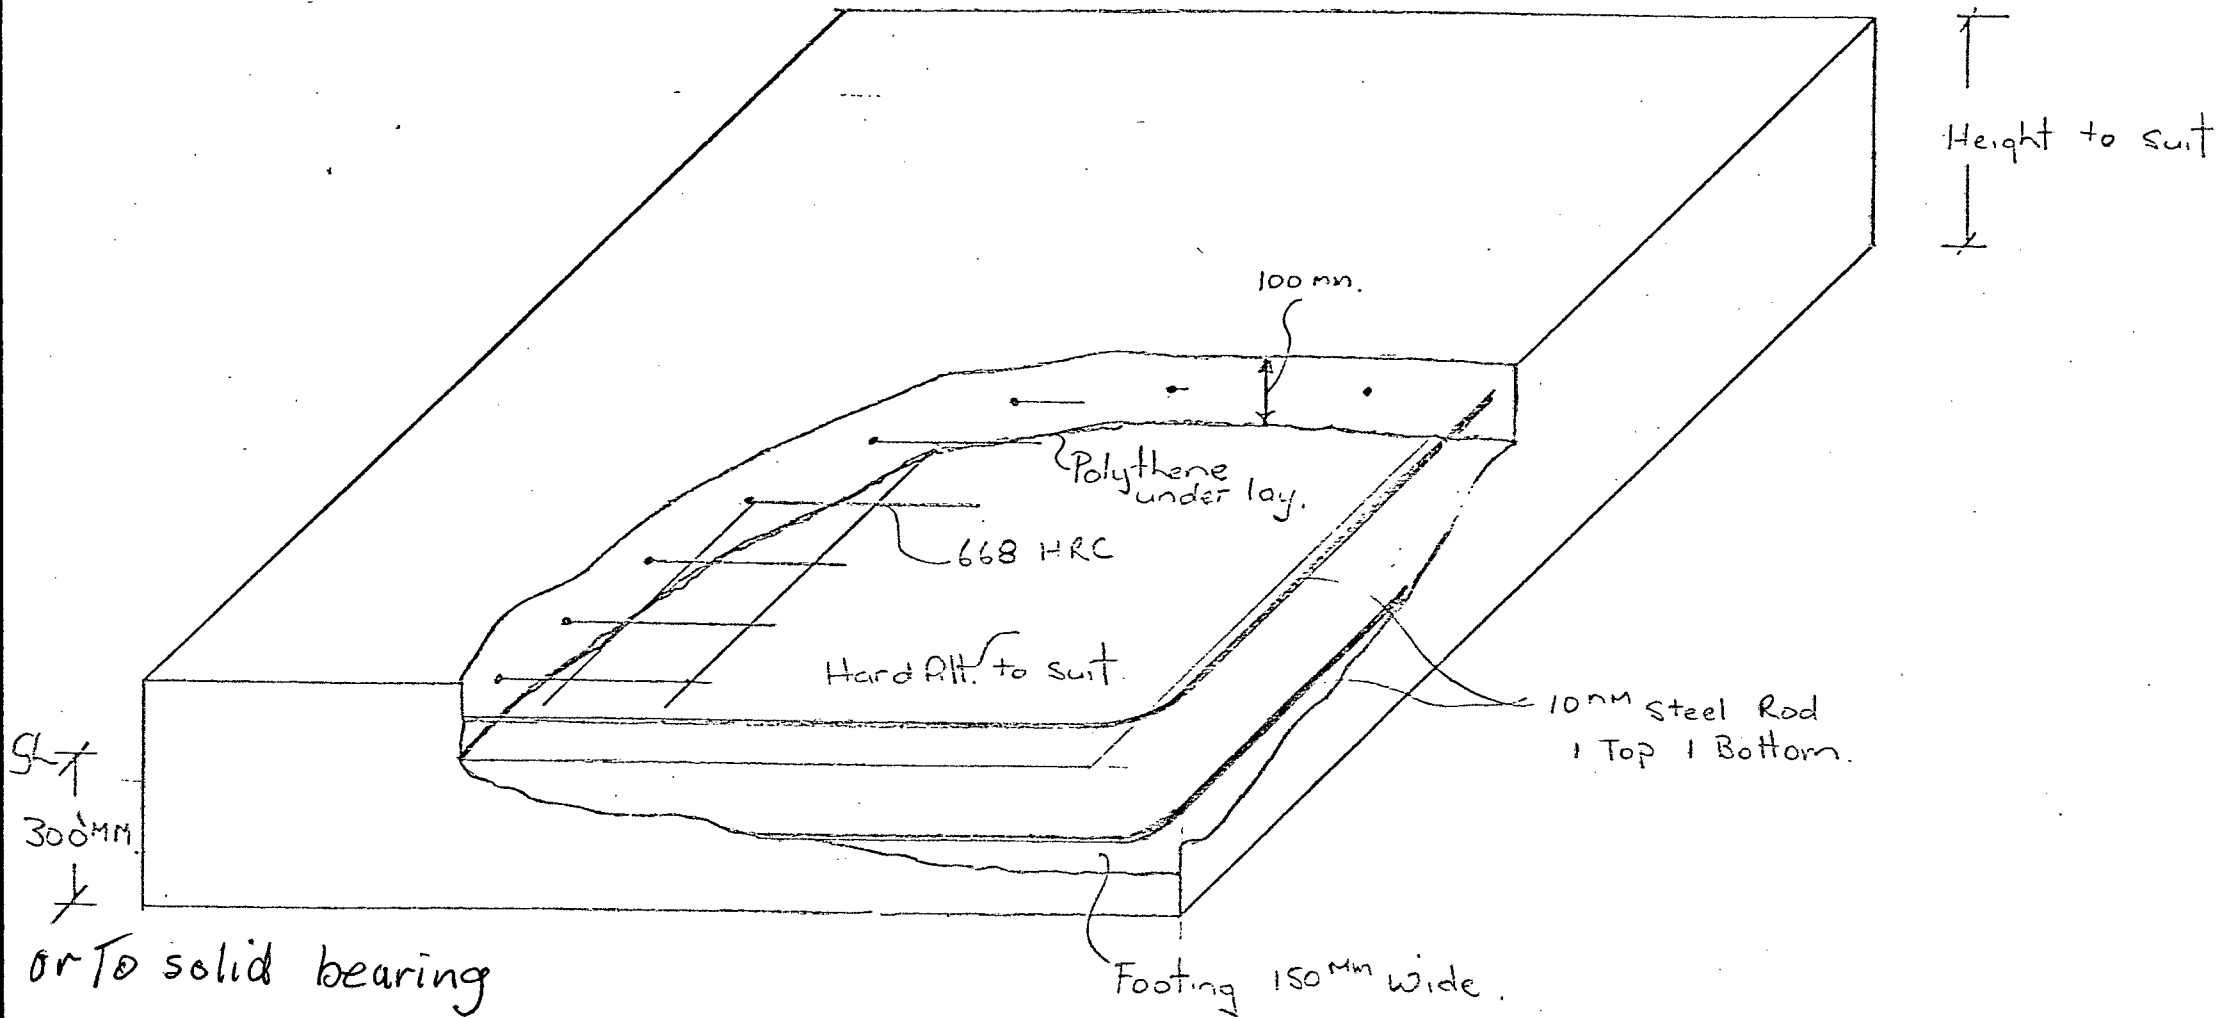 Height to suit
100 mm.
Polythene
under lay.
668 HRC
Hard fill. to suit.
10mm Steel Rod
1 Top 1 Bottom.
GL
300MM.
or To solid bearing
Footing 150mm wide.